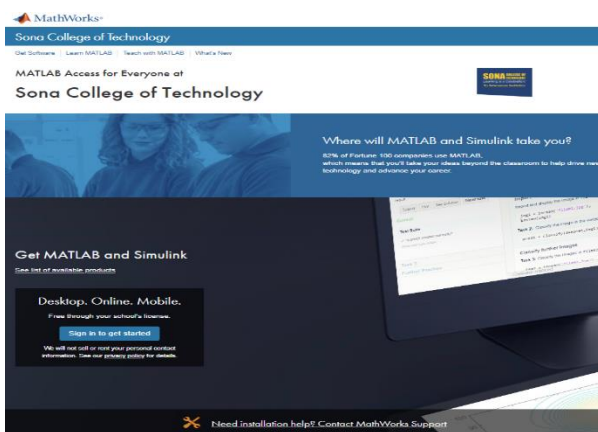 MathWorks®
Sona College of Technology
Get Software | Learn MATLAB | Teach with MATLAB | What's New
MATLAB Access for Everyone at
Sona College of Technology
SONA
Where will MATLAB and Simulink take you?
82% of Fortune 100 companies use MATLAB,
which means that you'll take your ideas beyond the classroom to help drive new
technology and advance your career.
Get MATLAB and Simulink
See list of available products
Desktop. Online. Mobile.
Free through your school's license.
Sign in to get started
We will not sell or rent your personal contact
information. See our privacy policy for details.
Need installation help? Contact MathWorks Support